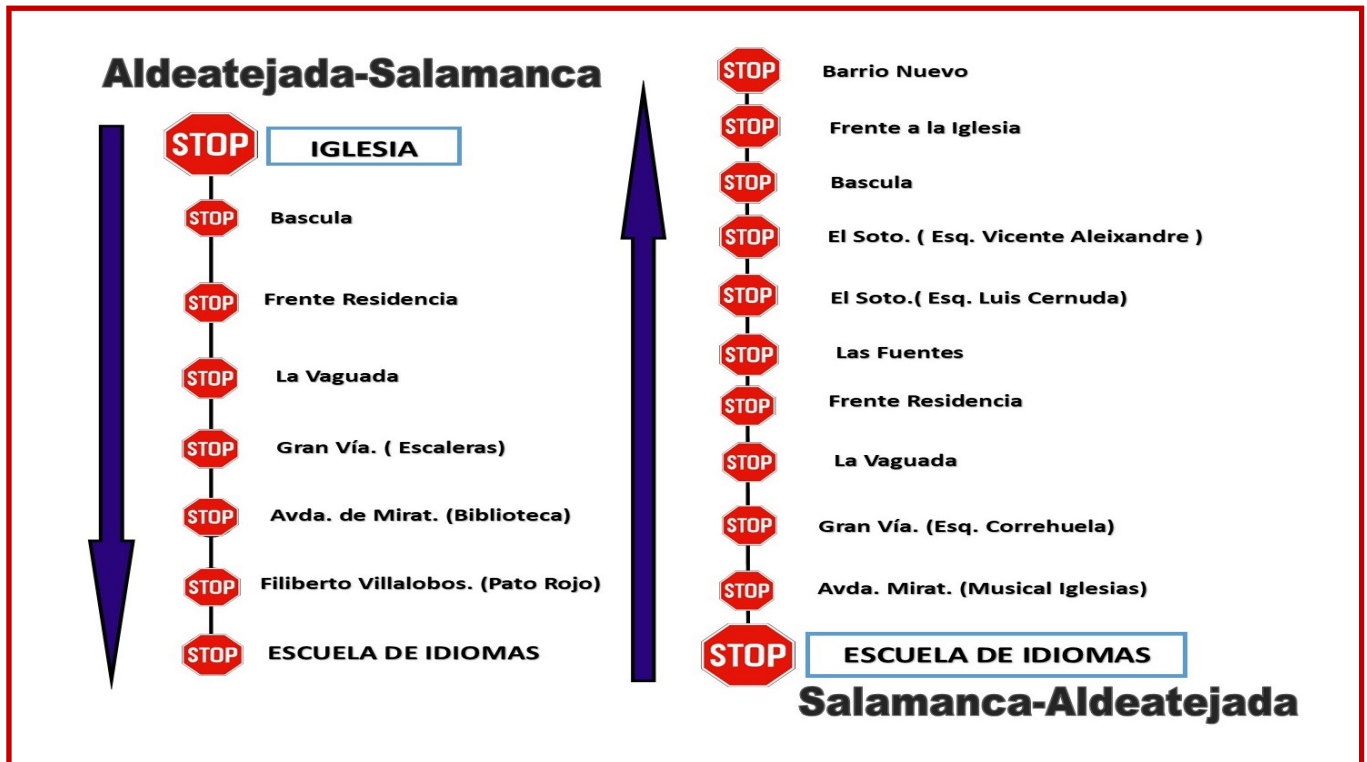 Aldeatejada-Salamanca
STOP IGLESIA
STOP Bascula
STOP Frente Residencia
STOP La Vaguada
STOP Gran Vía. ( Escaleras)
STOP Avda. de Mirat. (Biblioteca)
STOP Filiberto Villalobos. (Pato Rojo)
STOP ESCUELA DE IDIOMAS
STOP Barrio Nuevo
STOP Frente a la Iglesia
STOP Bascula
STOP El Soto. ( Esq. Vicente Aleixandre )
STOP El Soto.( Esq. Luis Cernuda)
STOP Las Fuentes
STOP Frente Residencia
STOP La Vaguada
STOP Gran Vía. (Esq. Correhuela)
STOP Avda. Mirat. (Musical Iglesias)
STOP ESCUELA DE IDIOMAS
Salamanca-Aldeatejada